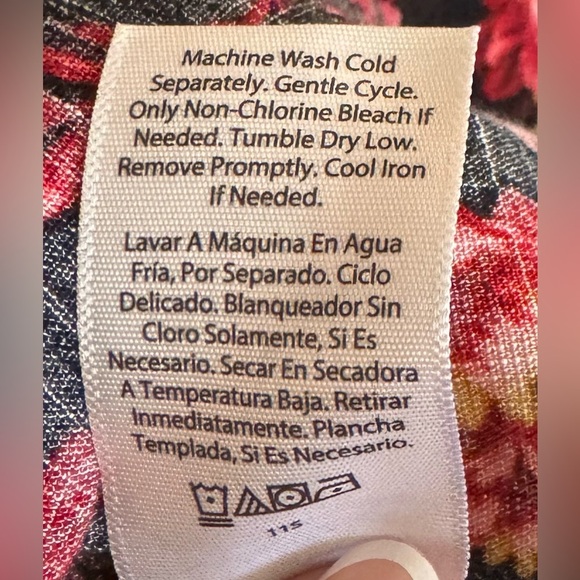 Machine Wash Cold
Separately. Gentle Cycle.
Only Non-Chlorine Bleach If
Needed. Tumble Dry Low.
Remove Promptly. Cool Iron
If Needed.
Lavar A Máquina En Agua
Fría, Por Separado. Ciclo
Delicado. Blanqueador Sin
Cloro Solamente, Si Es
Necesario. Secar En Secadora
A Temperatura Baja. Retirar
Inmediatamente. Plancha
Templada, Si Es Necesario.
115